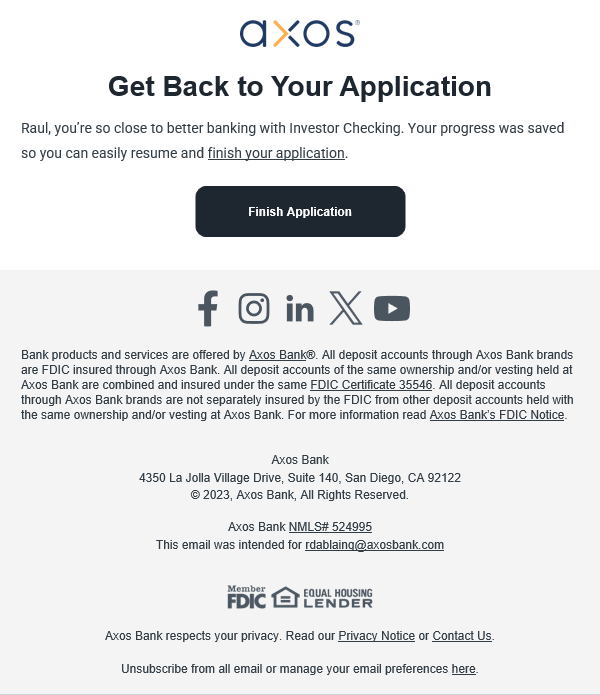 axos®
Get Back to Your Application
Raul, you’re so close to better banking with Investor Checking. Your progress was saved
so you can easily resume and finish your application.
Finish Application
Bank products and services are offered by Axos Bank®. All deposit accounts through Axos Bank brands
are FDIC insured through Axos Bank. All deposit accounts of the same ownership and/or vesting held at
Axos Bank are combined and insured under the same FDIC Certificate 35546. All deposit accounts
through Axos Bank brands are not separately insured by the FDIC from other deposit accounts held with
the same ownership and/or vesting at Axos Bank. For more information read Axos Bank’s FDIC Notice.
Axos Bank
4350 La Jolla Village Drive, Suite 140, San Diego, CA 92122
© 2023, Axos Bank, All Rights Reserved.
Axos Bank NMLS# 524995
This email was intended for rdablaing@axosbank.com
Member
FDIC
EQUAL HOUSING
LENDER
Axos Bank respects your privacy. Read our Privacy Notice or Contact Us.
Unsubscribe from all email or manage your email preferences here.